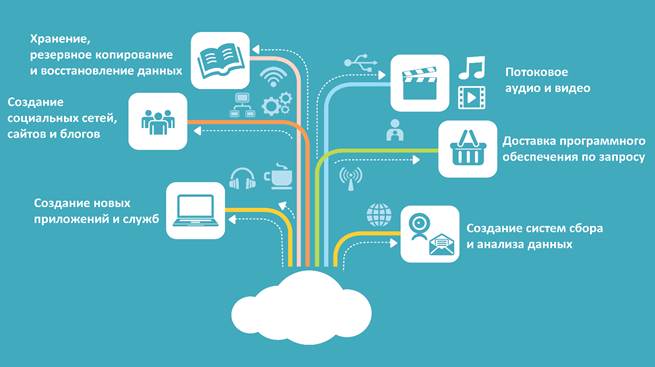 Хранение,
резервное копирование
и восстановление данных
Создание
социальных сетей,
сайтов и блогов
Создание новых
приложений и служб
Потоковое
аудио и видео
Доставка программного
обеспечения по запросу
Создание систем сбора
и анализа данных